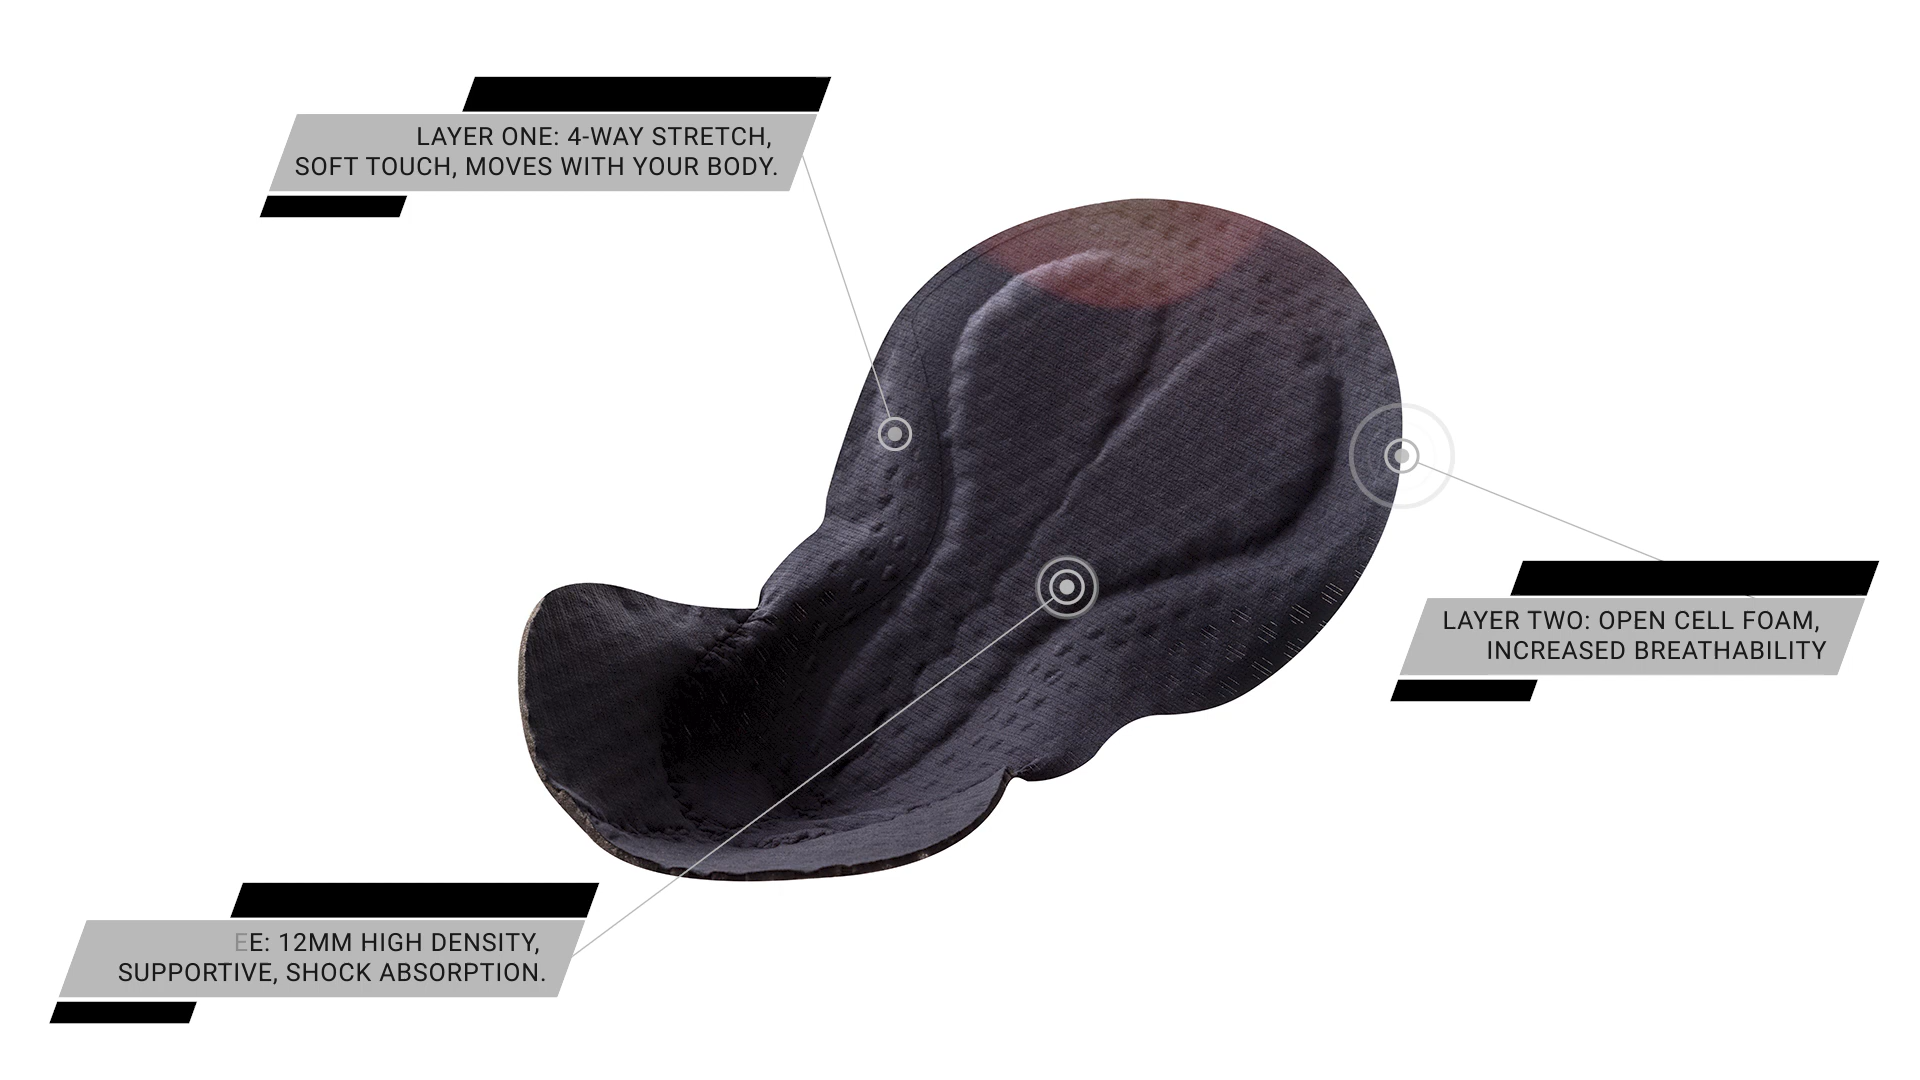 LAYER ONE: 4-WAY STRETCH,
SOFT TOUCH, MOVES WITH YOUR BODY.
LAYER TWO: OPEN CELL FOAM,
INCREASED BREATHABILITY
EE: 12MM HIGH DENSITY,
SUPPORTIVE, SHOCK ABSORPTION.